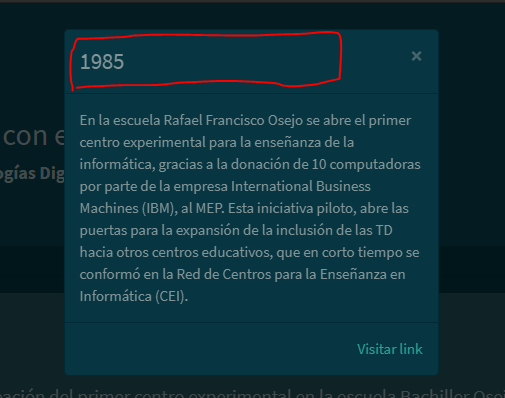 1985
×
con e
ogías Dig
En la escuela Rafael Francisco Osejo se abre el primer
centro experimental para la enseñanza de la
informática, gracias a la donación de 10 computadoras
por parte de la empresa International Business
Machines (IBM), al MEP. Esta iniciativa piloto, abre las
puertas para la expansión de la inclusión de las TD
hacia otros centros educativos, que en corto tiempo se
conformó en la Red de Centros para la Enseñanza en
Informática (CEI).
Visitar link
ación del primer centro experimental en la escuela Bachiller Osej